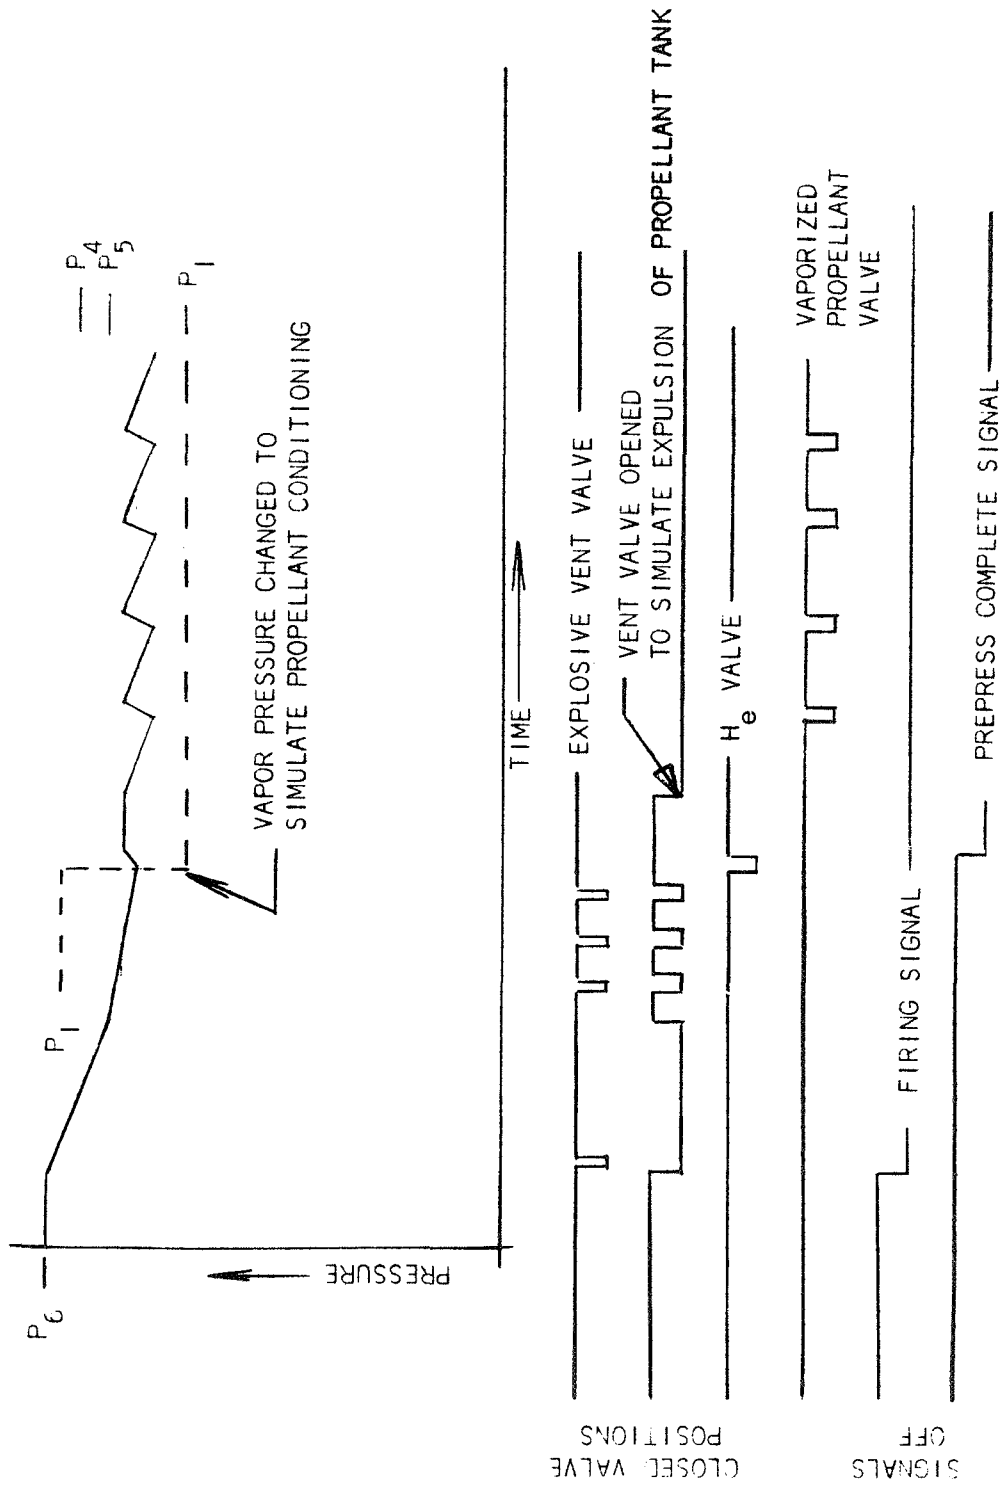 P6
PRESSURE
P1
P4
P5
P1
VAPOR PRESSURE CHANGED TO
SIMULATE PROPELLANT CONDITIONING
TIME
CLOSED VALVE
POSITIONS
EXPLOSIVE VENT VALVE
VENT VALVE OPENED
TO SIMULATE EXPULSION OF PROPELLANT TANK
He VALVE
VAPORIZED
PROPELLANT
VALVE
SIGNALS
OFF
FIRING SIGNAL
PREPRESS COMPLETE SIGNAL